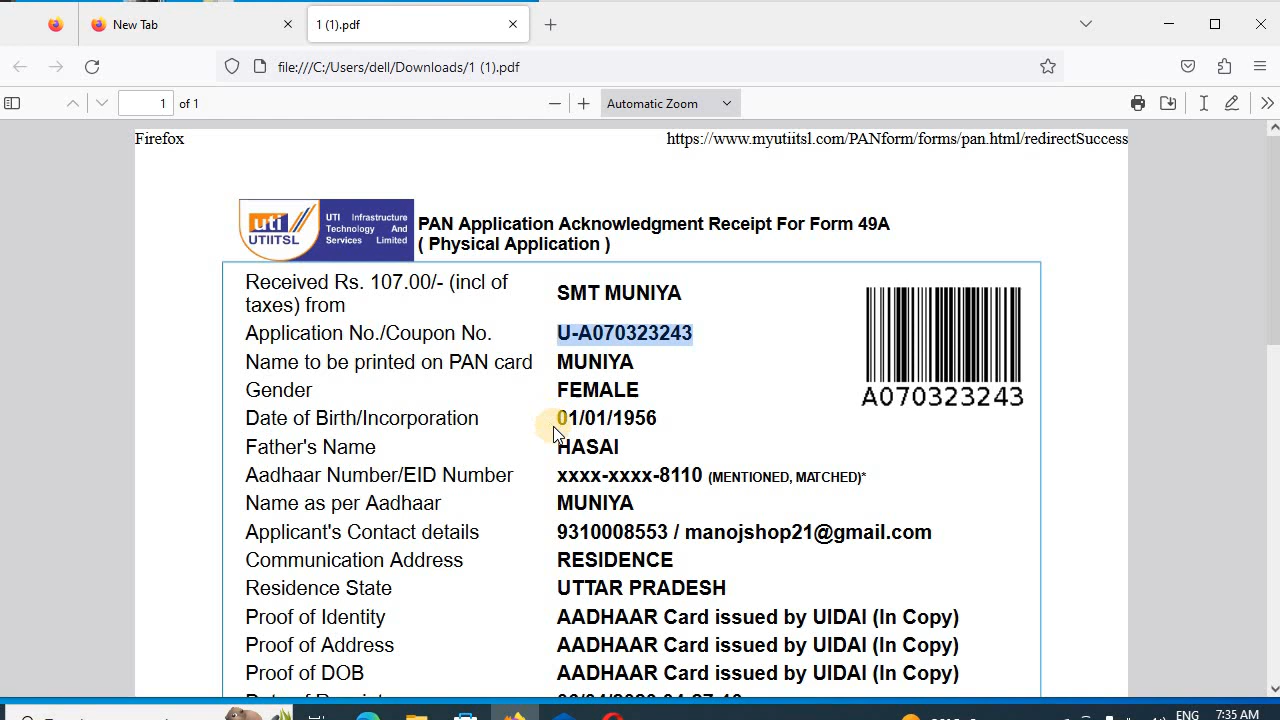 New Tab
1 (1).pdf
file:///C:/Users/dell/Downloads/1 (1).pdf
1 of 1
Automatic Zoom
Firefox
https://www.myutiitsl.com/PANform/forms/pan.html/redirectSuccess
uti
UTIITSL
UTI Infrastructure
Technology And
Services Limited
PAN Application Acknowledgment Receipt For Form 49A
( Physical Application )
Received Rs. 107.00/- (incl of
taxes) from
SMT MUNIYA
Application No./Coupon No. U-A070323243
Name to be printed on PAN card MUNIYA
Gender FEMALE
A070323243
Date of Birth/Incorporation 01/01/1956
Father's Name HASAI
Aadhaar Number/EID Number xxxx-xxxx-8110 (MENTIONED, MATCHED)*
Name as per Aadhaar MUNIYA
Applicant's Contact details 9310008553 / manojshop21@gmail.com
Communication Address RESIDENCE
Residence State UTTAR PRADESH
Proof of Identity AADHAAR Card issued by UIDAI (In Copy)
Proof of Address AADHAAR Card issued by UIDAI (In Copy)
Proof of DOB AADHAAR Card issued by UIDAI (In Copy)
ENG 7:35 AM